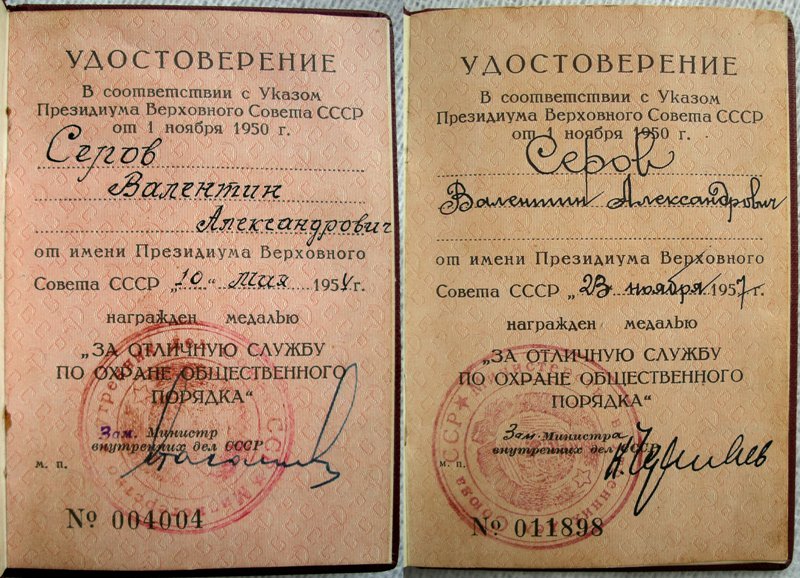 УДОСТОВЕРЕНИЕ
В соответствии с Указом
Президиума Верховного Совета СССР
от 1 ноября 1950 г.
Серов
Валентин
Александрович
от имени Президиума Верховного
Совета СССР „10“ мая 1954 г.
награжден медалью
„ЗА ОТЛИЧНУЮ СЛУЖБУ
ПО ОХРАНЕ ОБЩЕСТВЕННОГО
ПОРЯДКА“
Зам. Министр
внутренних дел СССР
м. п.
№ 004004
УДОСТОВЕРЕНИЕ
В соответствии с Указом
Президиума Верховного Совета СССР
от 1 ноября 1950 г.
Серов
Валентин Александрович
от имени Президиума Верховного
Совета СССР „23 ноября 1957 г.
награжден медалью
„ЗА ОТЛИЧНУЮ СЛУЖБУ
ПО ОХРАНЕ ОБЩЕСТВЕННОГО
ПОРЯДКА“
Зам. Министра
внутренних дел СССР
м. п.
№ 011898